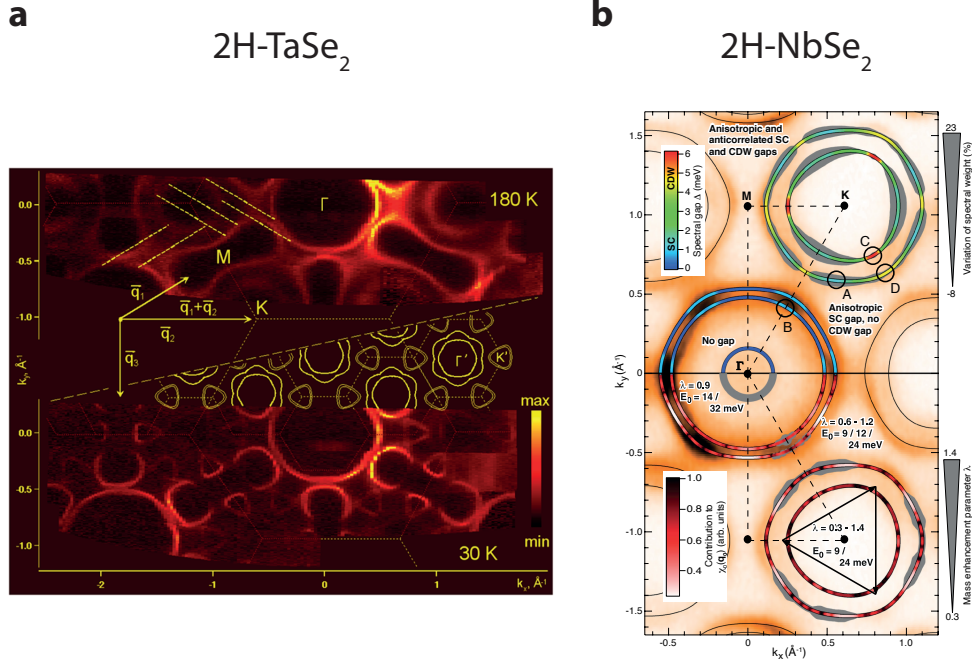 a
2H-TaSe2
b
2H-NbSe2
0.0
-0.5
-1.0
0.0
-0.5
-1.0
ky, Å-1
180 K
Γ
M
K
q̅1
q̅1+q̅2
q̅2
q̅3
Γ'
K'
max
min
30 K
-2
-1
0
1
kx, Å-1
1.5
1.0
0.5
0
-0.5
-1.0
-1.5
ky (Å-1)
-0.5
0
0.5
1.0
kx (Å-1)
Anisotropic and
anticorrelated SC
and CDW gaps
6
5
4
3
2
1
0
CDW
SC
Spectral gap Δ (meV)
M
K
C
D
A
B
Anisotropic
SC gap, no
CDW gap
No gap
Γ
λ = 0.9
E0 = 14 /
32 meV
λ = 0.6 - 1.2
E0 = 9 / 12 /
24 meV
λ = 0.3 - 1.4
E0 = 9 /
24 meV
1.0
0.8
0.6
0.4
Contribution to
χ0(qn) (arb. units)
23
Variation of spectral weight (%)
-8
1.4
Mass enhancement parameter λ
0.3